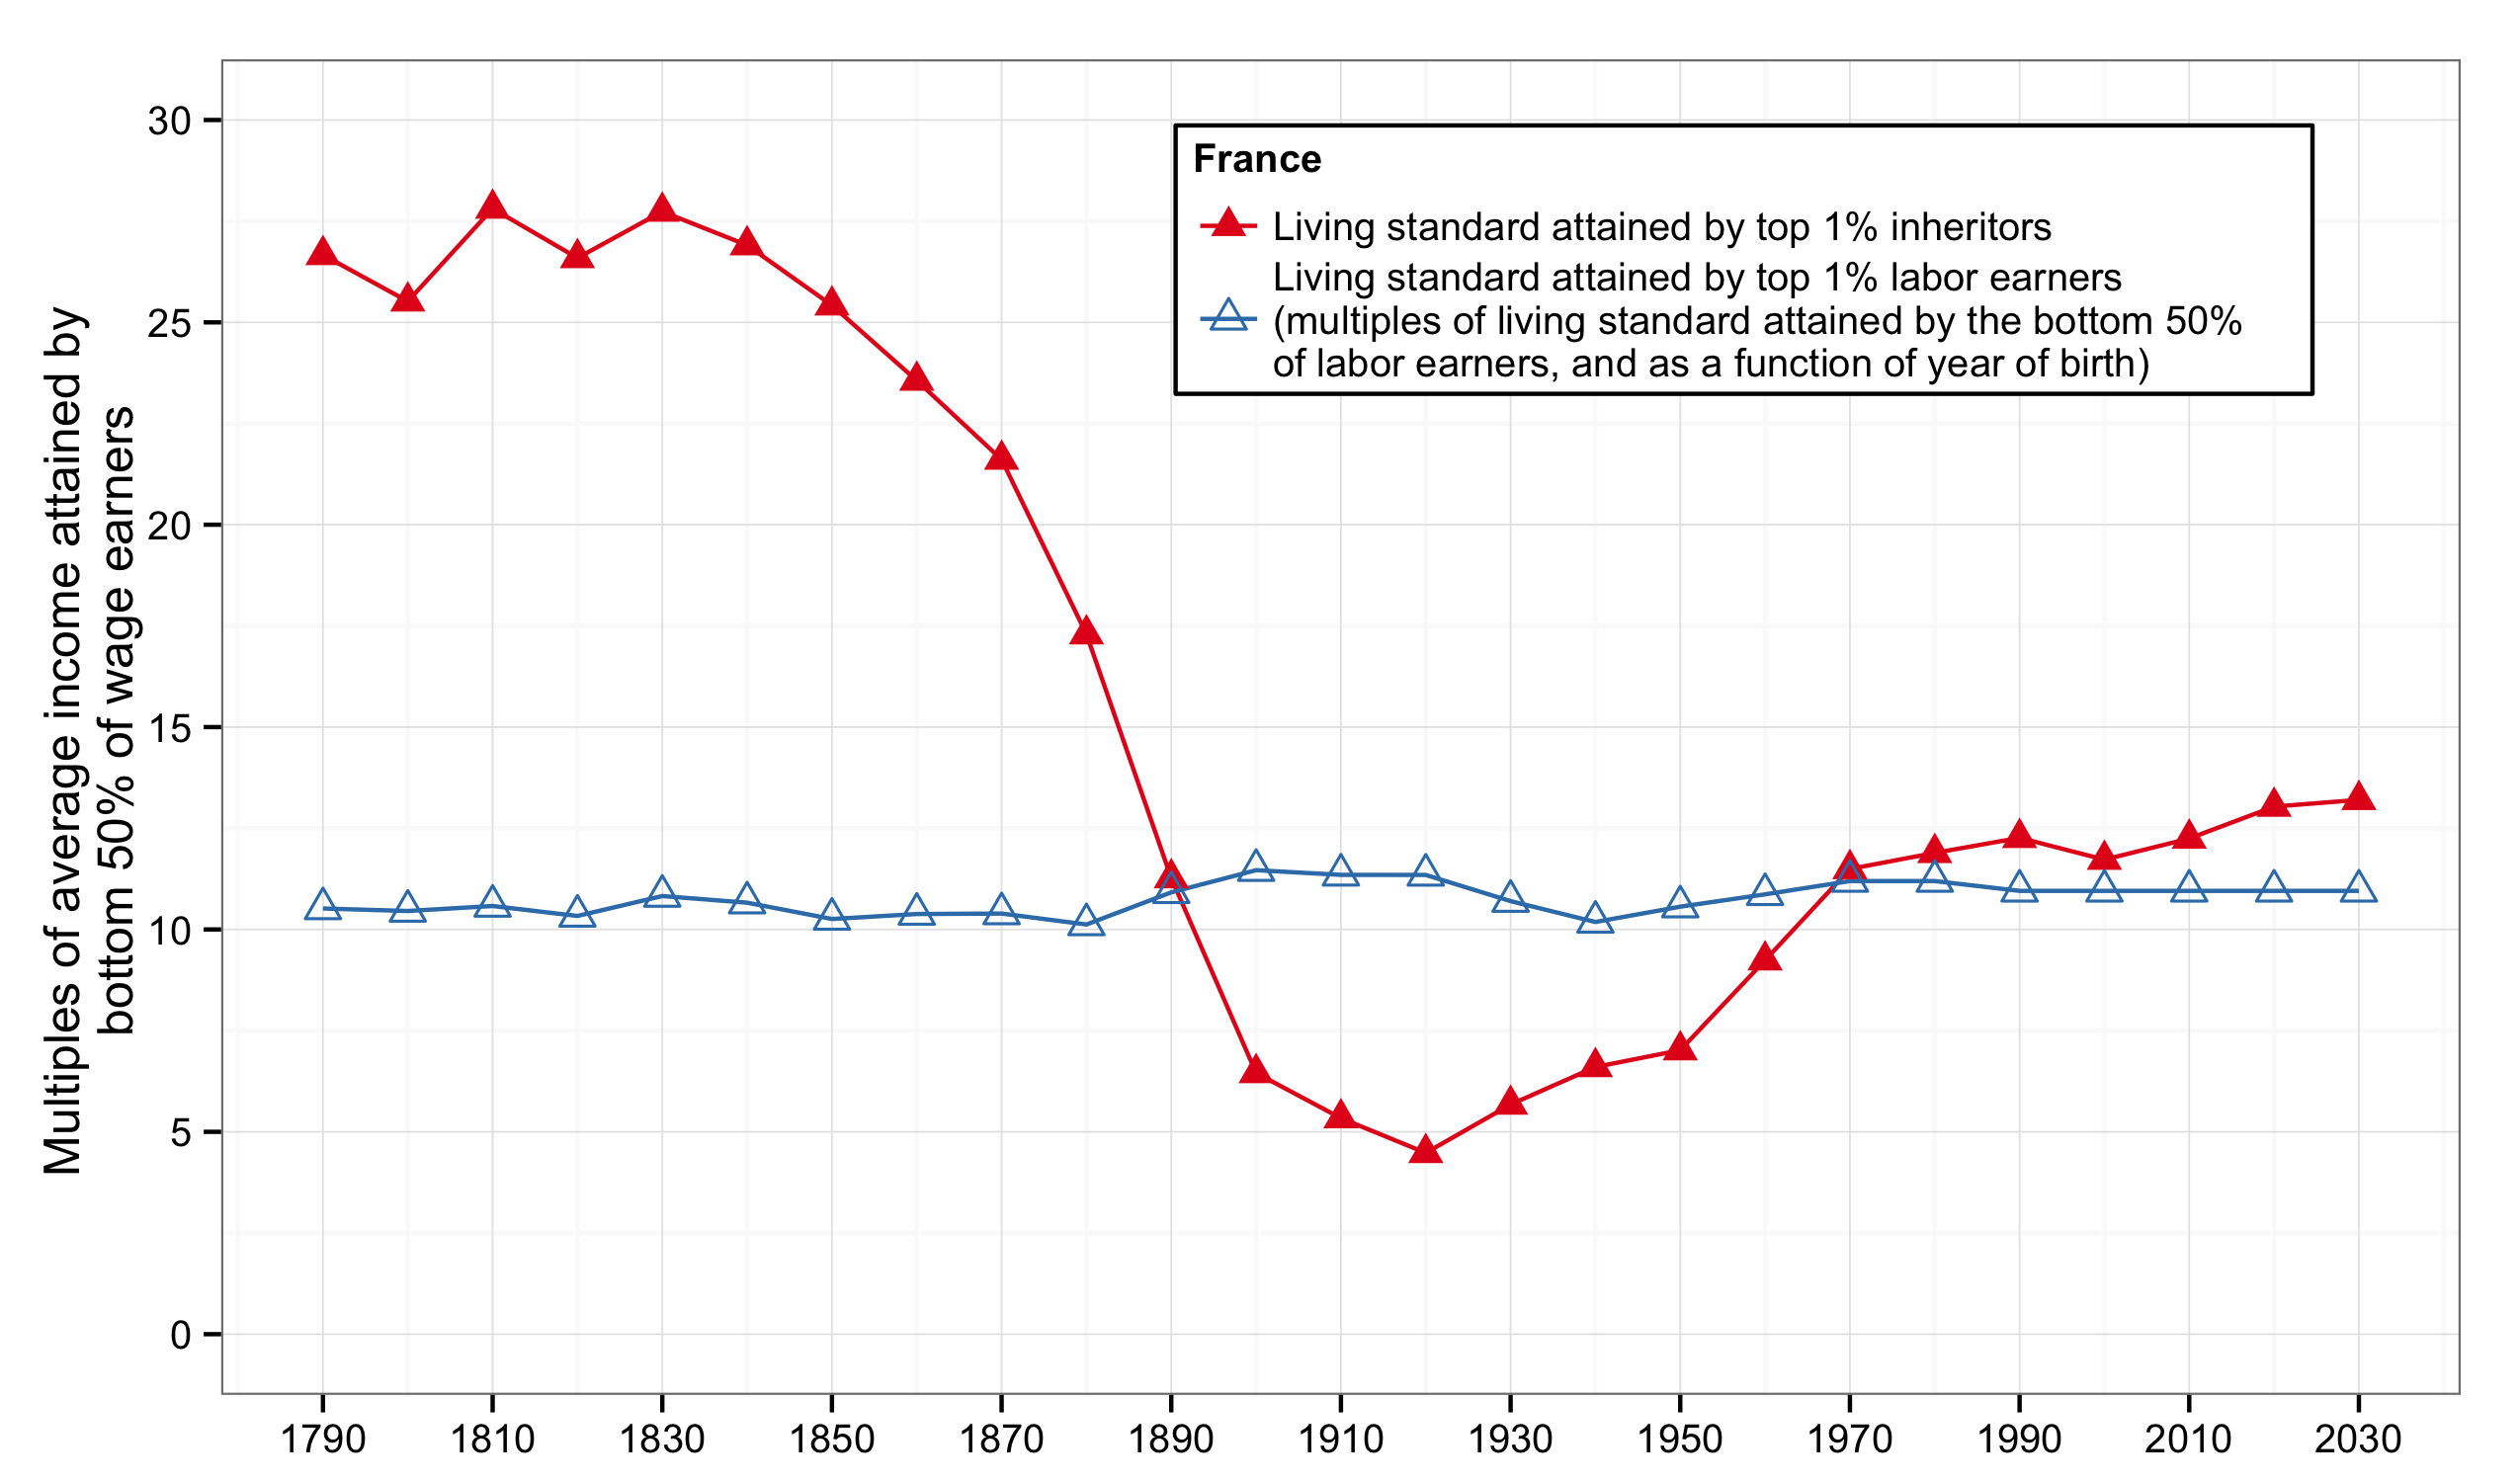 Multiples of average income attained by
bottom 50% of wage earners
30
25
20
15
10
5
0
France
Living standard attained by top 1% inheritors
Living standard attained by top 1% labor earners
(multiples of living standard attained by the bottom 50%
of labor earners, and as a function of year of birth)
1790 1810 1830 1850 1870 1890 1910 1930 1950 1970 1990 2010 2030